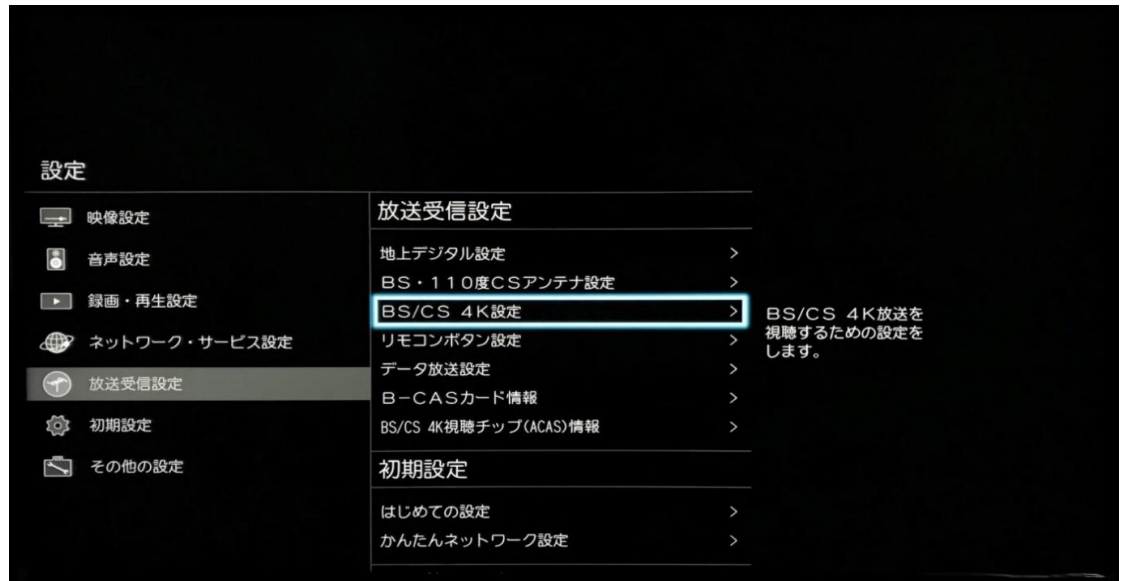 設定
映像設定
音声設定
録画・再生設定
ネットワーク・サービス設定
放送受信設定
初期設定
その他の設定
放送受信設定
地上デジタル設定 >
BS・110度CSアンテナ設定 >
BS/CS 4K設定 >
リモコンボタン設定 >
データ放送設定 >
B-CASカード情報 >
BS/CS 4K視聴チップ(ACAS)情報 >
初期設定
はじめての設定 >
かんたんネットワーク設定 >
BS/CS 4K放送を
視聴するための設定を
します。